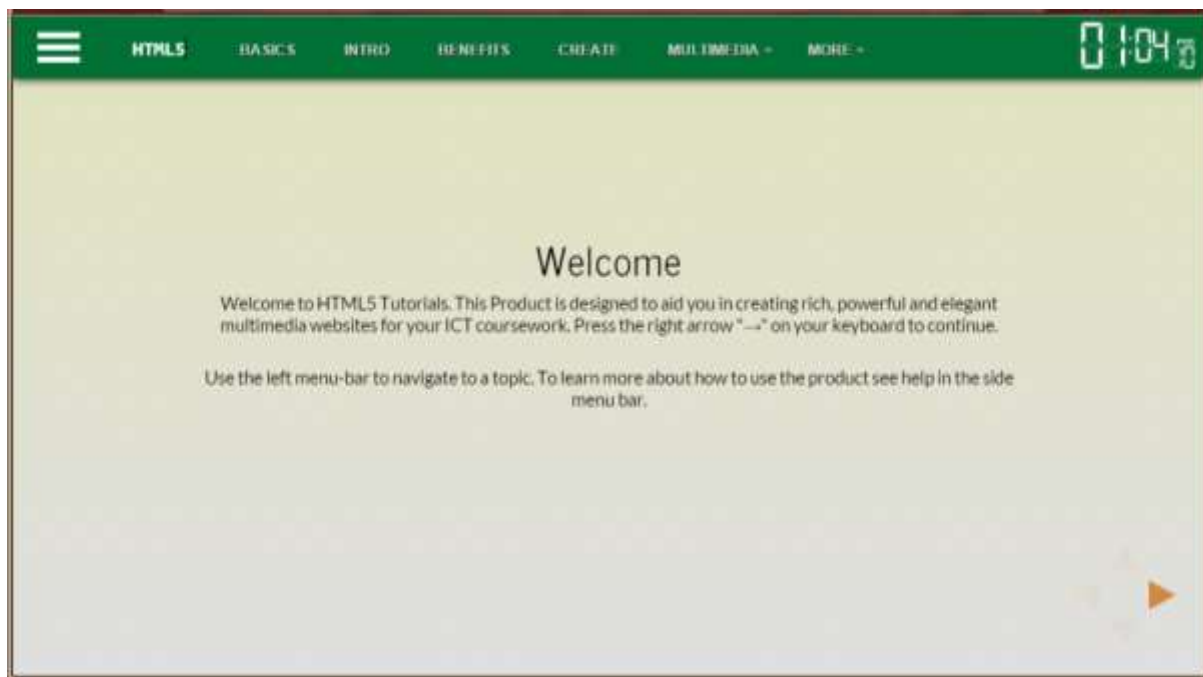 HTML5 BASICS INTRO BENEFITS CREATE MULTIMEDIA MORE 01:04
Welcome
Welcome to HTML5 Tutorials. This Product is designed to aid you in creating rich, powerful and elegant
multimedia websites for your ICT coursework. Press the right arrow "→" on your keyboard to continue.
Use the left menu-bar to navigate to a topic. To learn more about how to use the product see help in the side
menu bar.